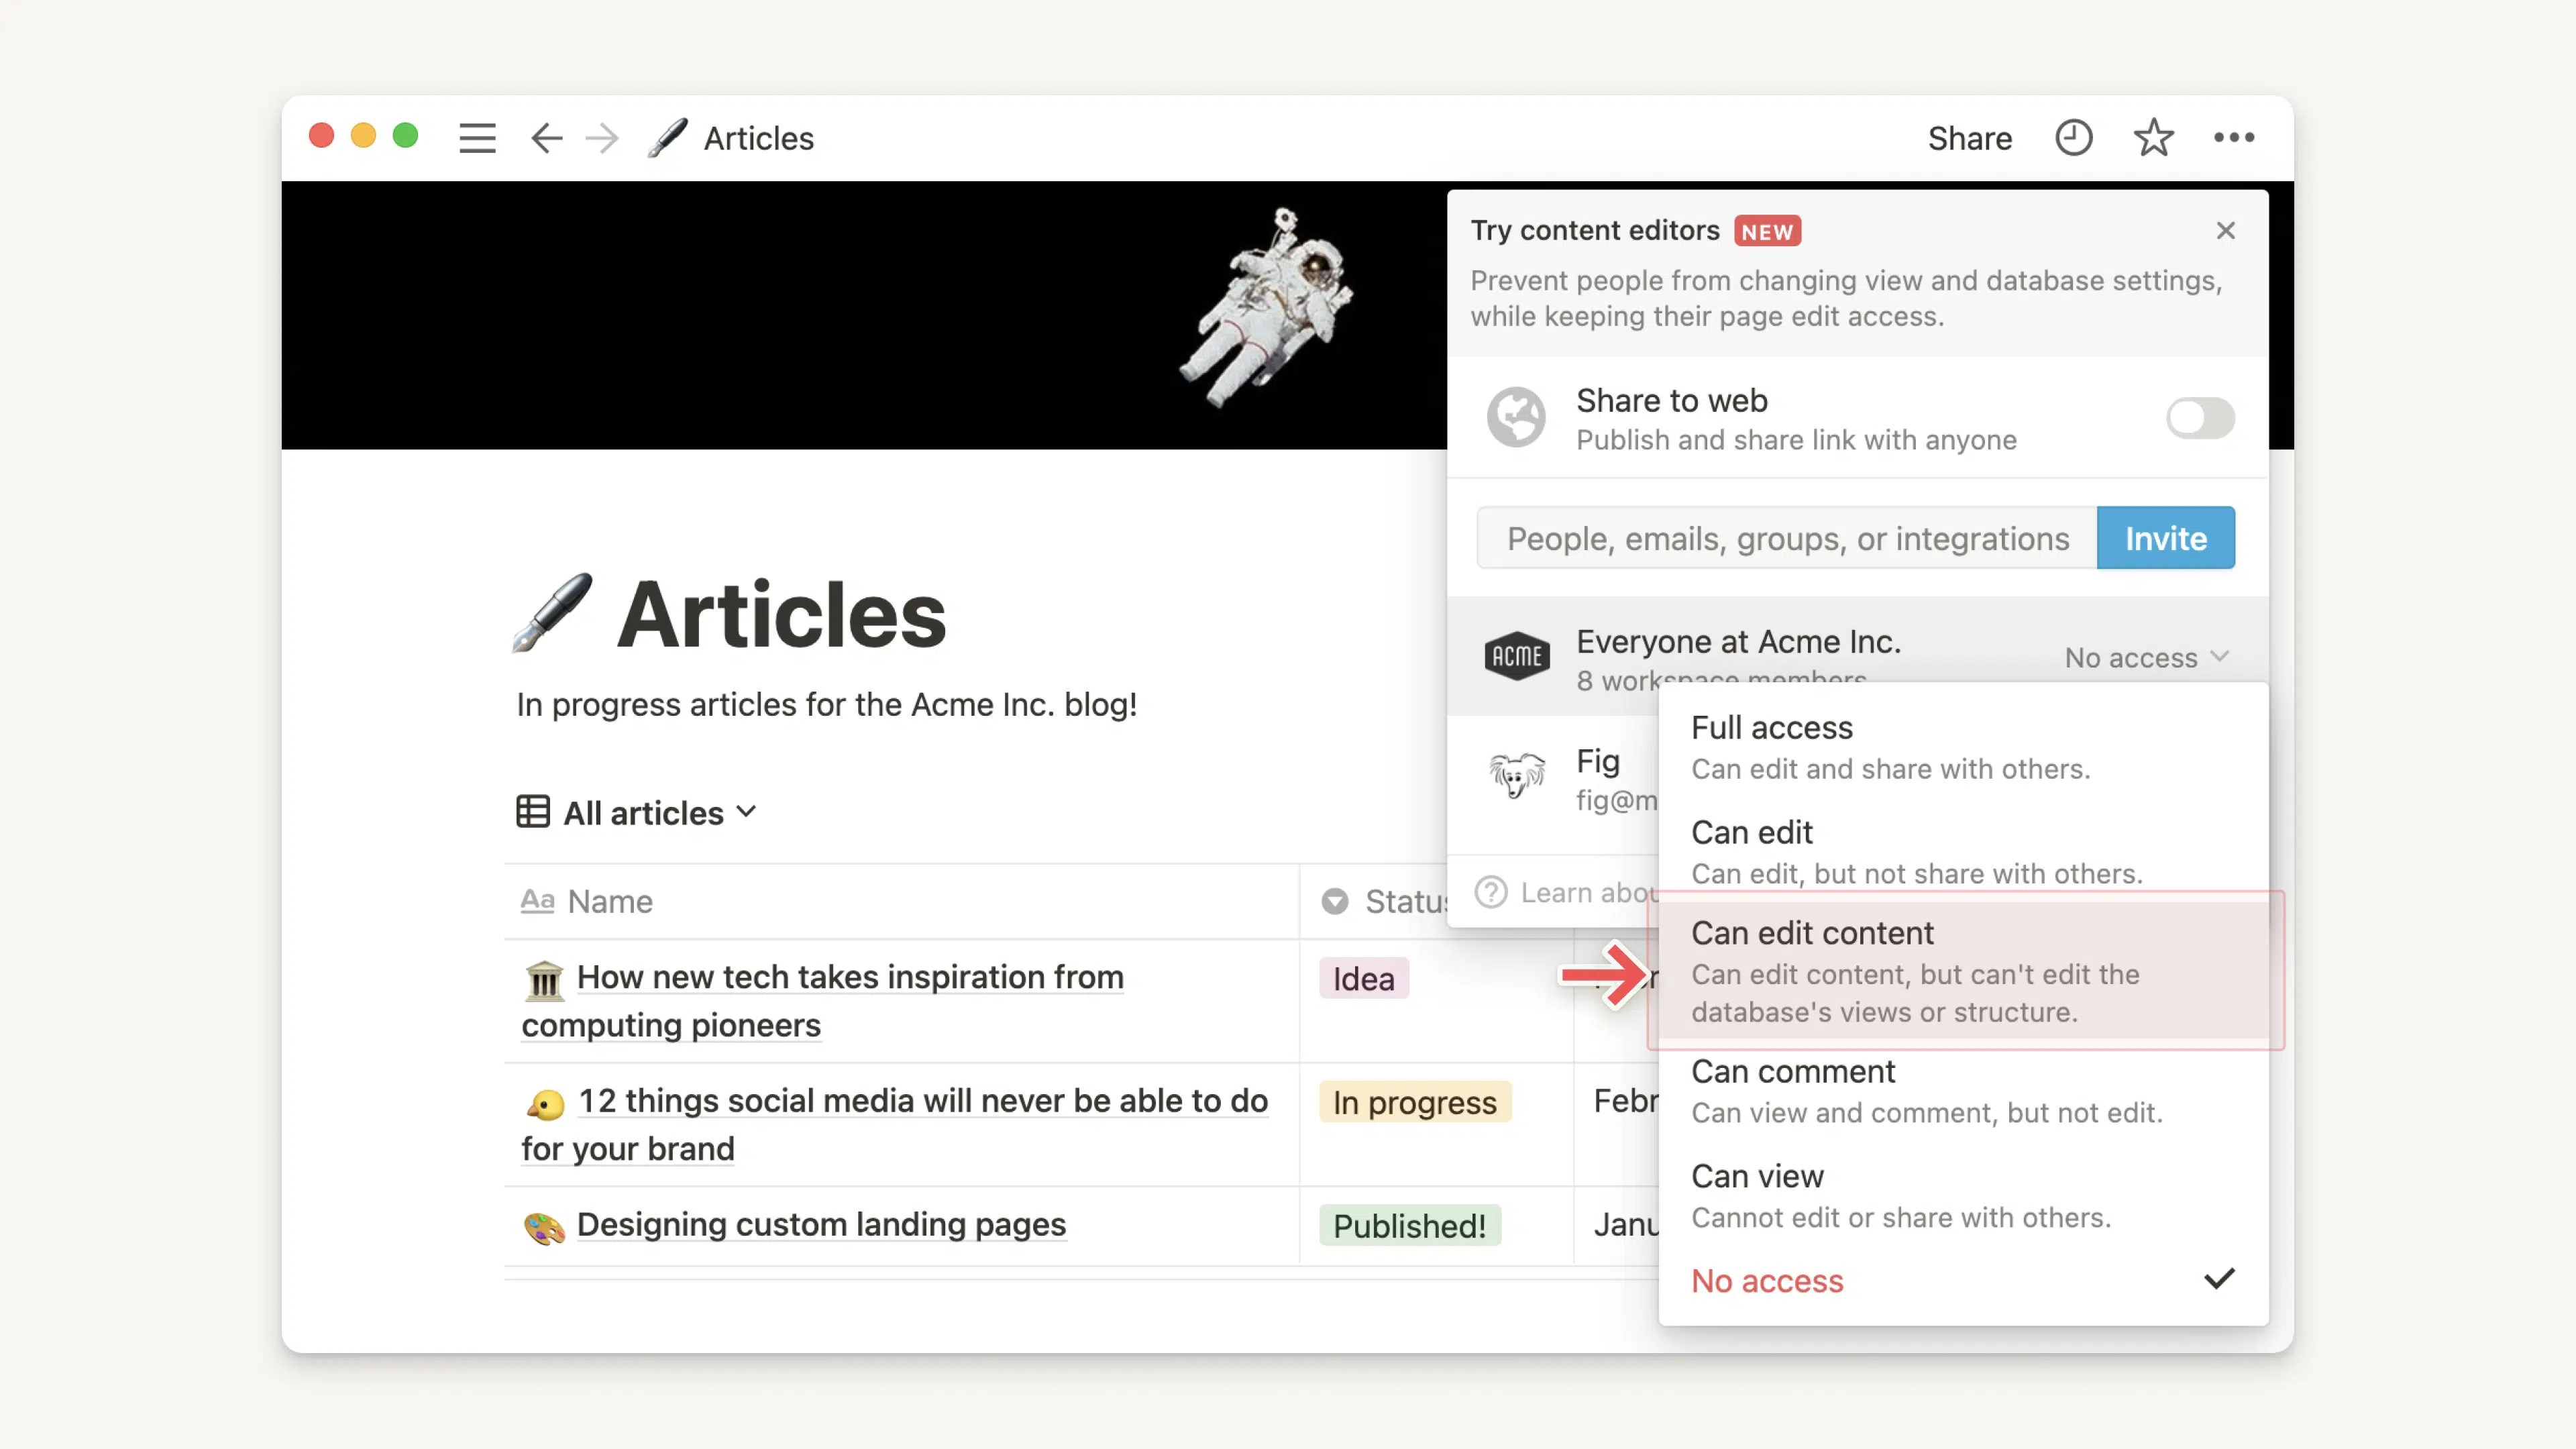 Articles
Share
Try content editors NEW
Prevent people from changing view and database settings,
while keeping their page edit access.
Share to web
Publish and share link with anyone
People, emails, groups, or integrations
Invite
ACME
Everyone at Acme Inc.
8 workspace members
No access
Fig
fig@m
Learn abou
Full access
Can edit and share with others.
Can edit
Can edit, but not share with others.
Can edit content
Can edit content, but can't edit the
database's views or structure.
Can comment
Can view and comment, but not edit.
Can view
Cannot edit or share with others.
No access
Articles
In progress articles for the Acme Inc. blog!
All articles
Aa Name
Status
How new tech takes inspiration from
computing pioneers
Idea
12 things social media will never be able to do
for your brand
In progress
Febr
Designing custom landing pages
Published!
Janu